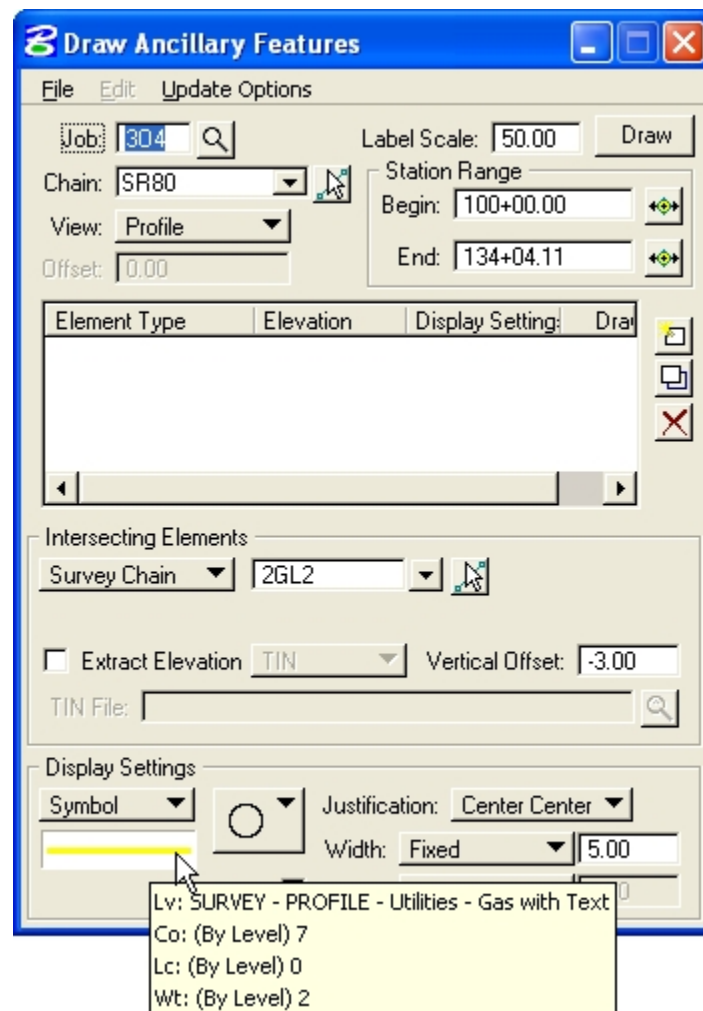 Draw Ancillary Features
File Edit Update Options
Job: 304 Label Scale: 50.00 Draw
Chain: SR80 Station Range
Begin: 100+00.00
View: Profile
End: 134+04.11
Offset: 0.00
Element Type Elevation Display Setting
Intersecting Elements
Survey Chain 2GL2
Extract Elevation TIN Vertical Offset: -3.00
TIN File:
Display Settings
Symbol Justification: Center Center
Width: Fixed 5.00
Lv: SURVEY - PROFILE - Utilities - Gas with Text
Co: (By Level) 7
Lc: (By Level) 0
Wt: (By Level) 2